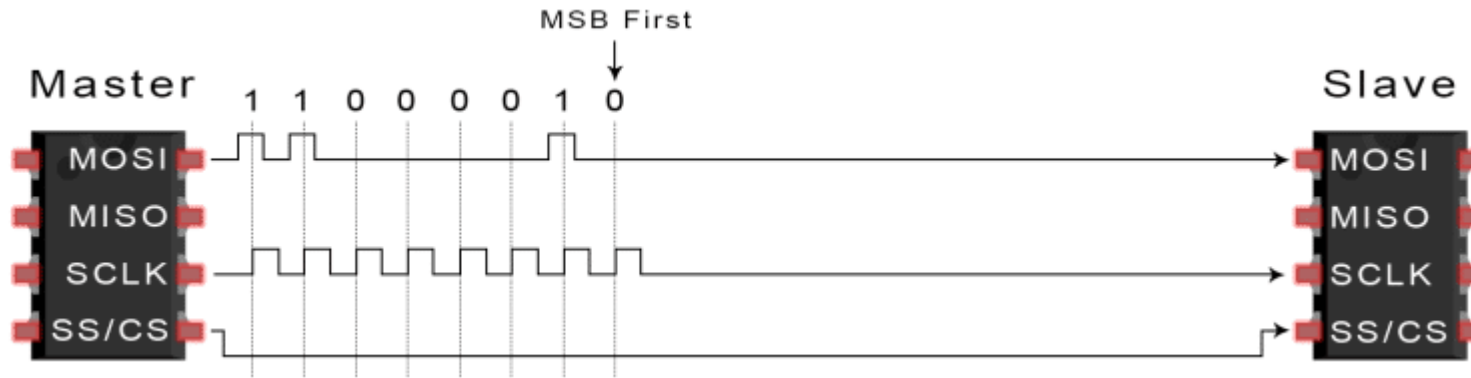 MSB First
Master
1 1 0 0 0 0 1 0
Slave
MOSI
MISO
SCLK
SS/CS
MOSI
MISO
SCLK
SS/CS